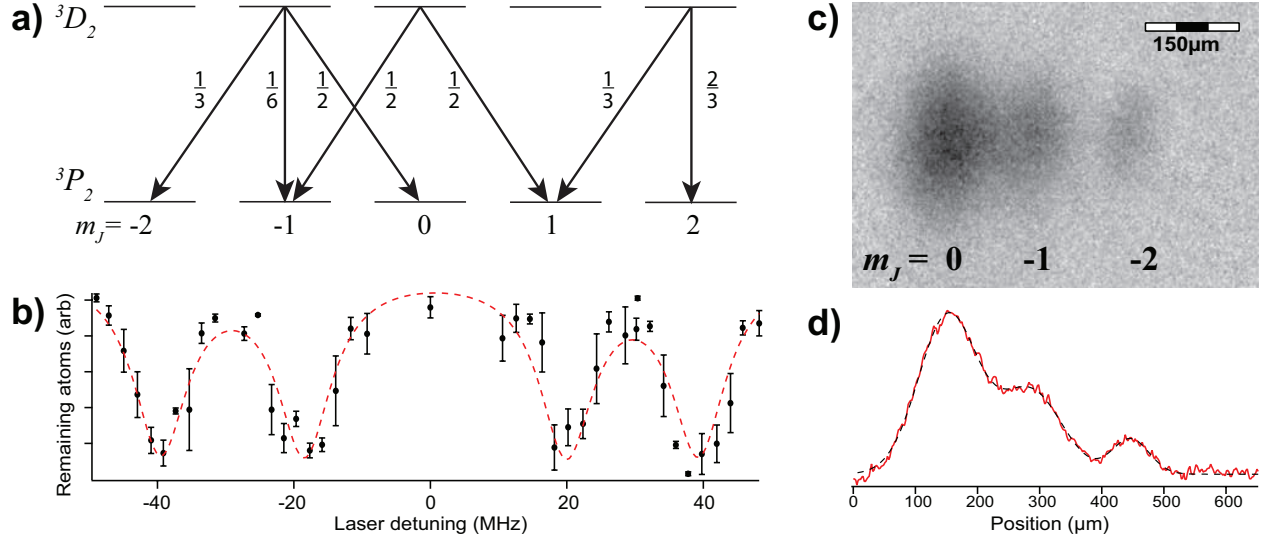 a)
³D₂
1/3
1/6
1/2
1/2
1/2
1/3
2/3
³P₂
m_J = -2 -1 0 1 2
b)
Remaining atoms (arb)
-40 -20 0 20 40
Laser detuning (MHz)
c)
150μm
m_J = 0 -1 -2
d)
0 100 200 300 400 500 600
Position (μm)